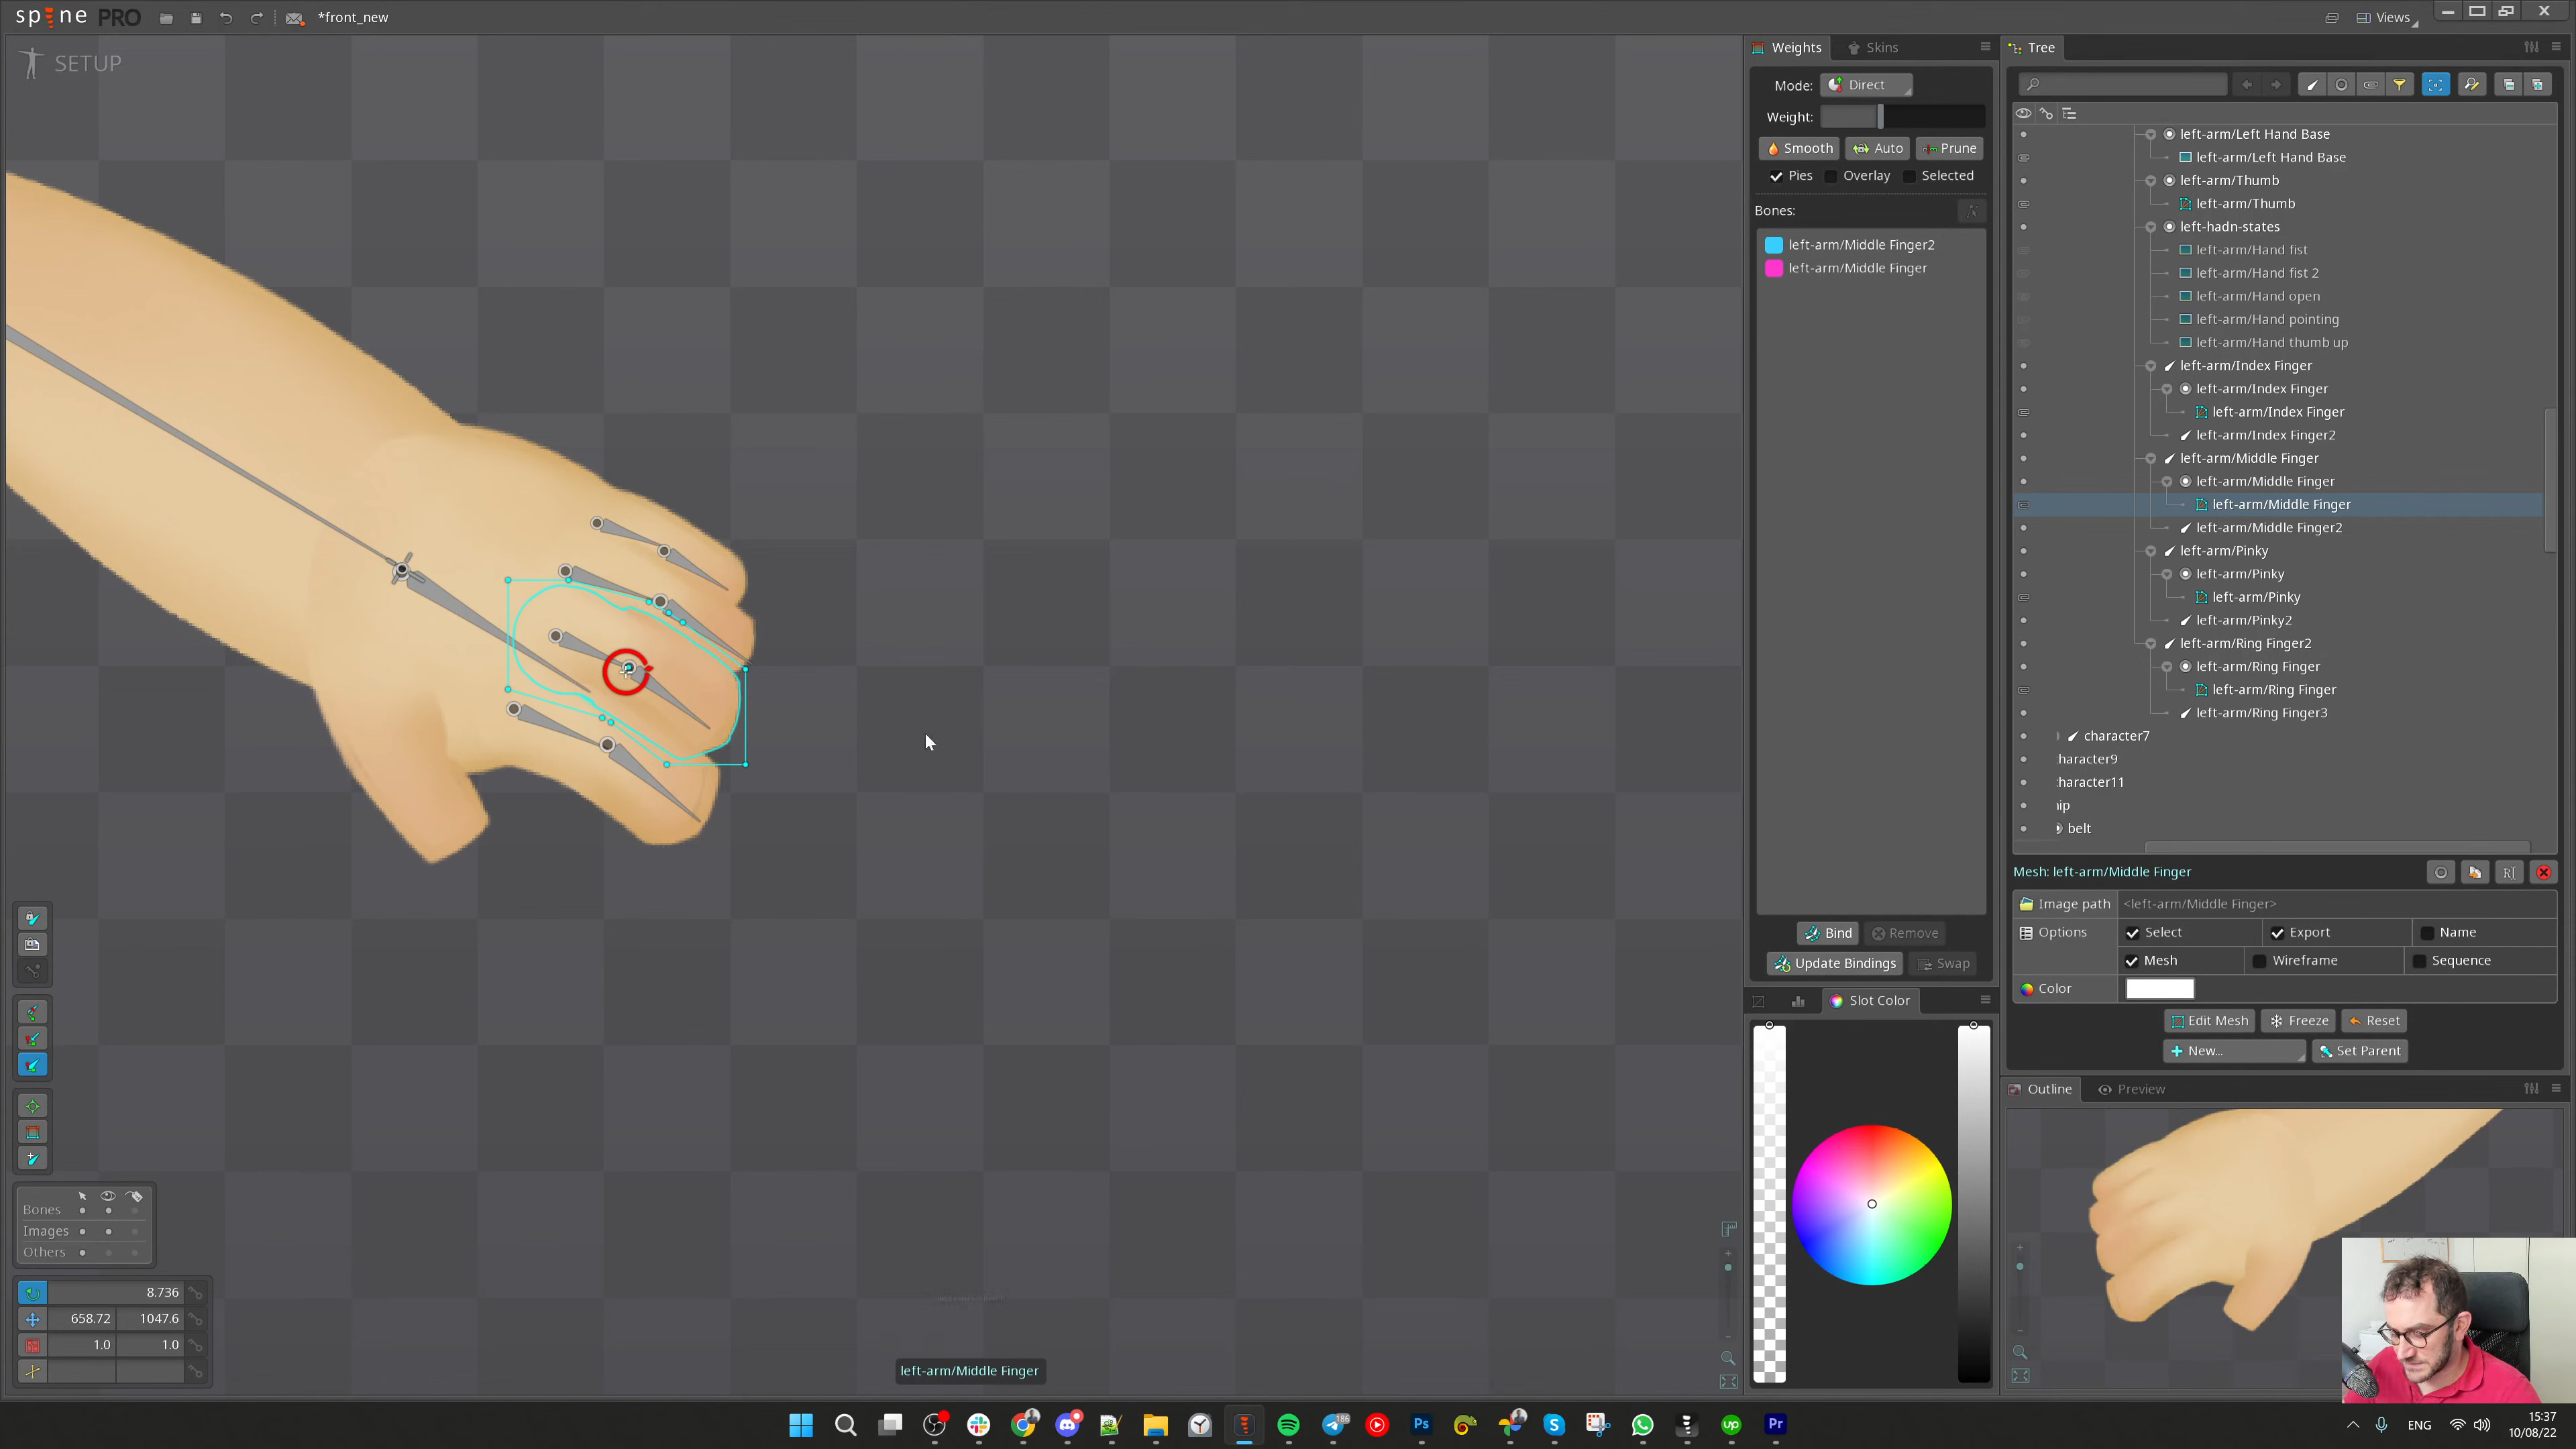 spine PRO
*front_new
Views
SETUP
Weights
Skins
Mode:
Direct
Weight:
Smooth
Auto
Prune
Pies
Overlay
Selected
Bones:
left-arm/Middle Finger2
left-arm/Middle Finger
Bind
Remove
Update Bindings
Swap
Slot Color
Tree
left-arm/Left Hand Base
left-arm/Left Hand Base
left-arm/Thumb
left-arm/Thumb
left-hadn-states
left-arm/Hand fist
left-arm/Hand fist 2
left-arm/Hand open
left-arm/Hand pointing
left-arm/Hand thumb up
left-arm/Index Finger
left-arm/Index Finger
left-arm/Index Finger
left-arm/Index Finger2
left-arm/Middle Finger
left-arm/Middle Finger
left-arm/Middle Finger
left-arm/Middle Finger2
left-arm/Pinky
left-arm/Pinky
left-arm/Pinky
left-arm/Pinky2
left-arm/Ring Finger2
left-arm/Ring Finger
left-arm/Ring Finger
left-arm/Ring Finger3
character7
haracter9
haracter11
ip
belt
Mesh: left-arm/Middle Finger
Image path
<left-arm/Middle Finger>
Options
Select
Export
Name
Mesh
Wireframe
Sequence
Color
Edit Mesh
Freeze
Reset
New...
Set Parent
Outline
Preview
Bones
Images
Others
8.736
658.72
1047.6
1.0
1.0
left-arm/Middle Finger
186
Ps
up
Pr
ENG
15:37
10/08/22